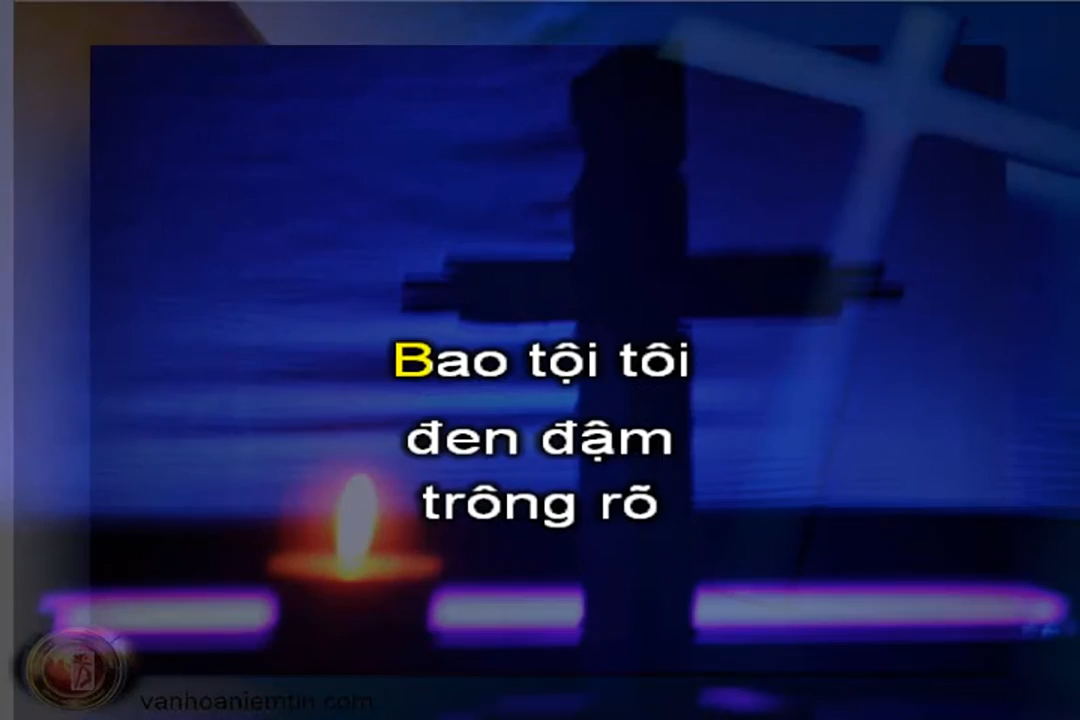 Bao tội tôi
đen đậm
trông rõ
vanhoaniemtin.com